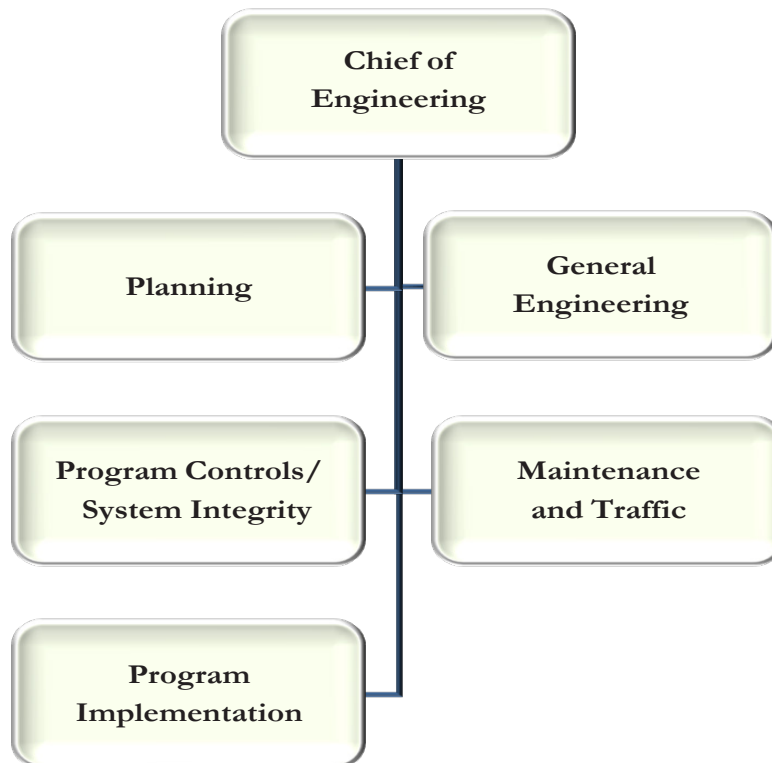 Chief of
Engineering
Planning
General
Engineering
Program Controls/
System Integrity
Maintenance
and Traffic
Program
Implementation